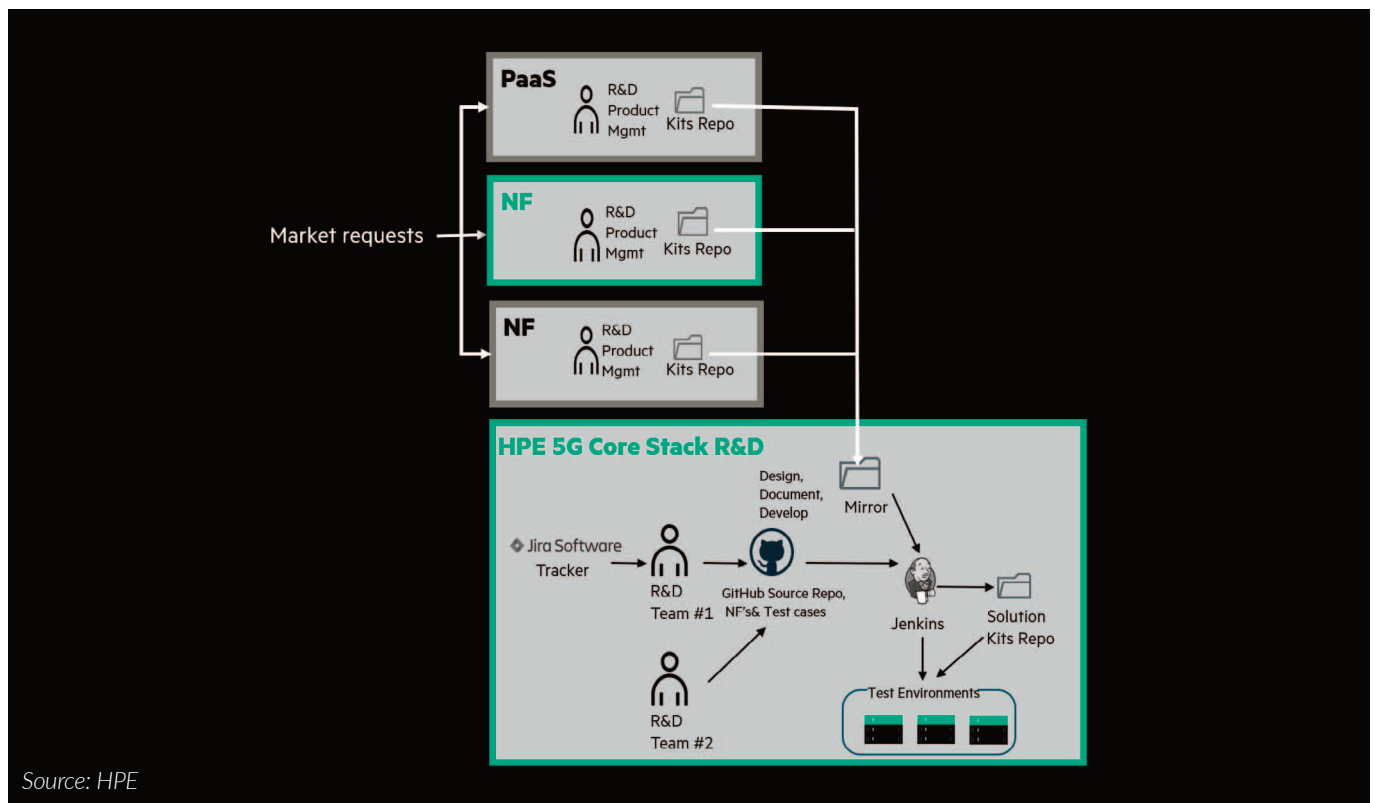 PaaS
R&D
Product
Mgmt
Kits Repo
NF
R&D
Product
Mgmt
Kits Repo
Market requests
NF
R&D
Product
Mgmt
Kits Repo
HPE 5G Core Stack R&D
Design,
Document,
Develop
Mirror
Jira Software
Tracker
R&D
Team #1
GitHub Source Repo,
NF's& Test cases
Jenkins
Solution
Kits Repo
R&D
Team #2
Test Environments
Source: HPE